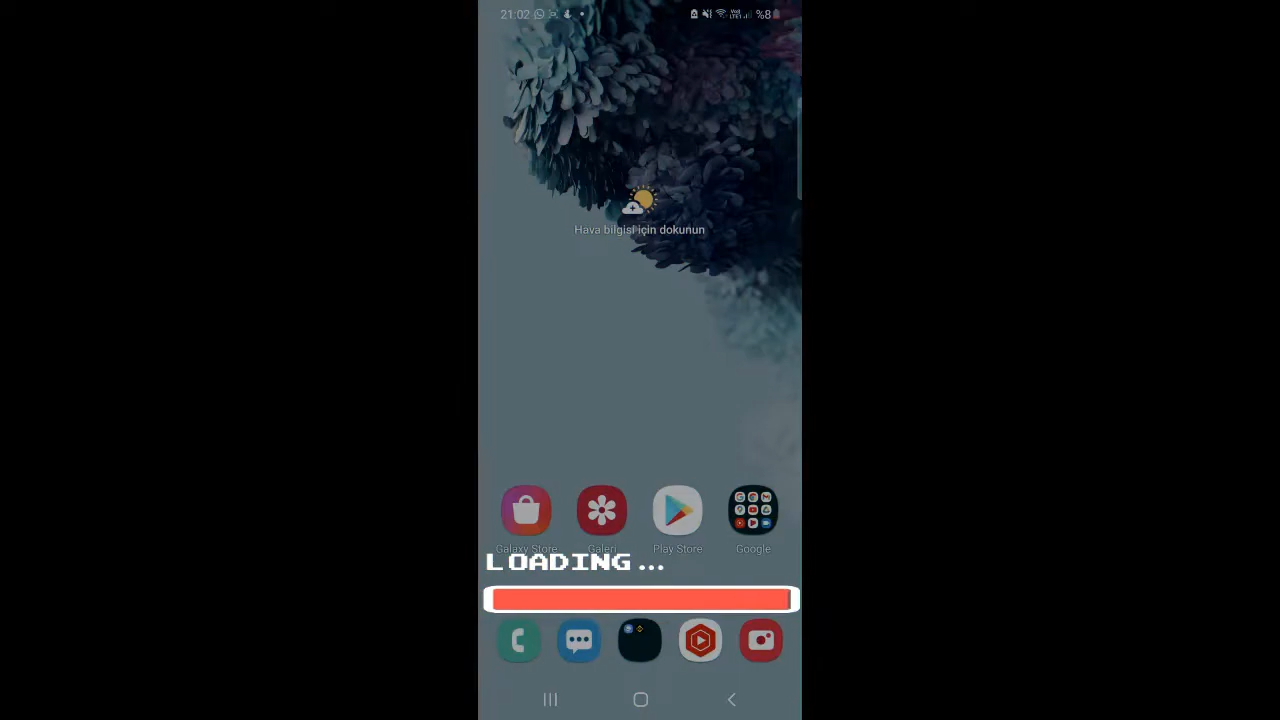 21:02
%8
Hava bilgisi için dokunun
Galaxy Store
Galeri
Play Store
Google
LOADING...